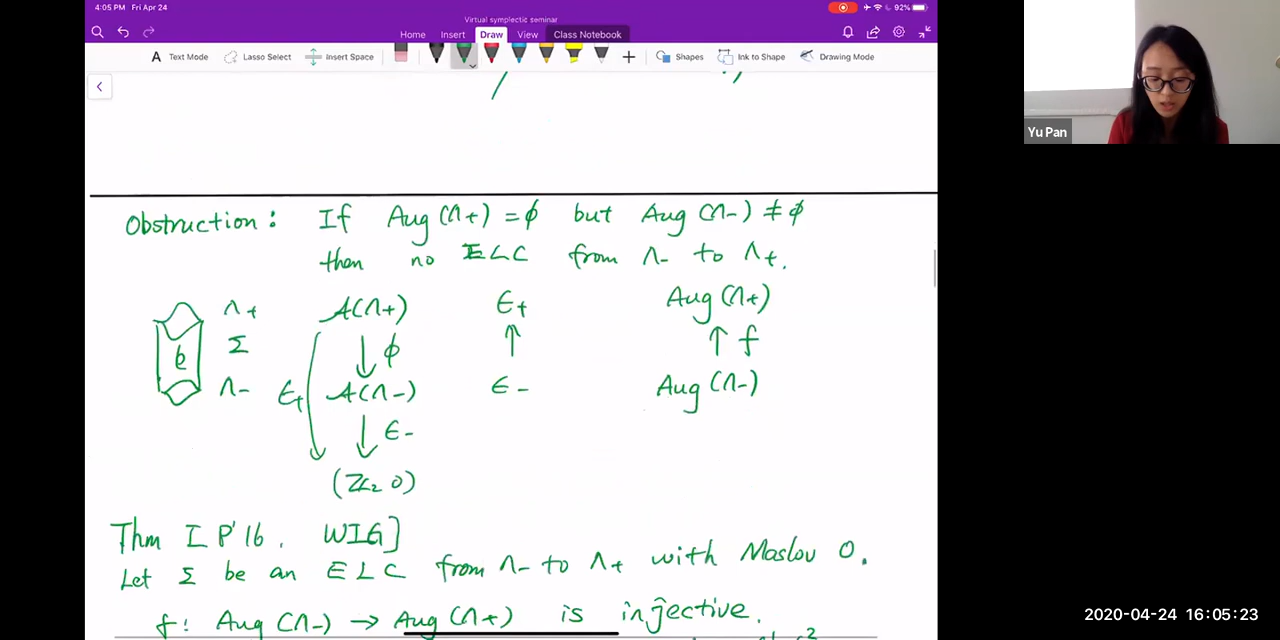 4:05 PM Fri Apr 24
92%
Virtual symplectic seminar
Home Insert Draw View Class Notebook
Text Mode Lasso Select Insert Space Shapes Ink to Shape Drawing Mode
Yu Pan
Obstruction: If Aug(Λ+) = ϕ but Aug(Λ-) ≠ ϕ
then no ELC from Λ- to Λ+.
Λ+ A(Λ+) ϵ+ Aug(Λ+)
Σ ↓ ϕ ↑ ↑ f
Λ- ϵ+ A(Λ-) ϵ- Aug(Λ-)
↓ ϵ-
(ℤ2 0)
Thm [P'16. WIG]
Let Σ be an ELC from Λ- to Λ+ with Maslov 0.
f: Aug(Λ-) → Aug(Λ+) is injective.
2020-04-24 16:05:23